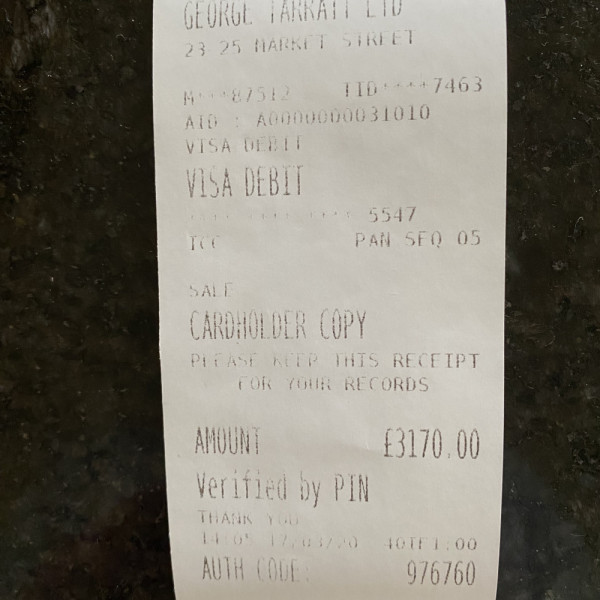 GEORGE TARRATT LTD
23-25 MARKET STREET
M***87512 TID****7463
AID : A0000000031010
VISA DEBIT
VISA DEBIT
**** **** **** 5547
ICC PAN SEQ 05
SALE
CARDHOLDER COPY
PLEASE KEEP THIS RECEIPT
FOR YOUR RECORDS
AMOUNT £3170.00
Verified by PIN
THANK YOU
AUTH CODE: 976760